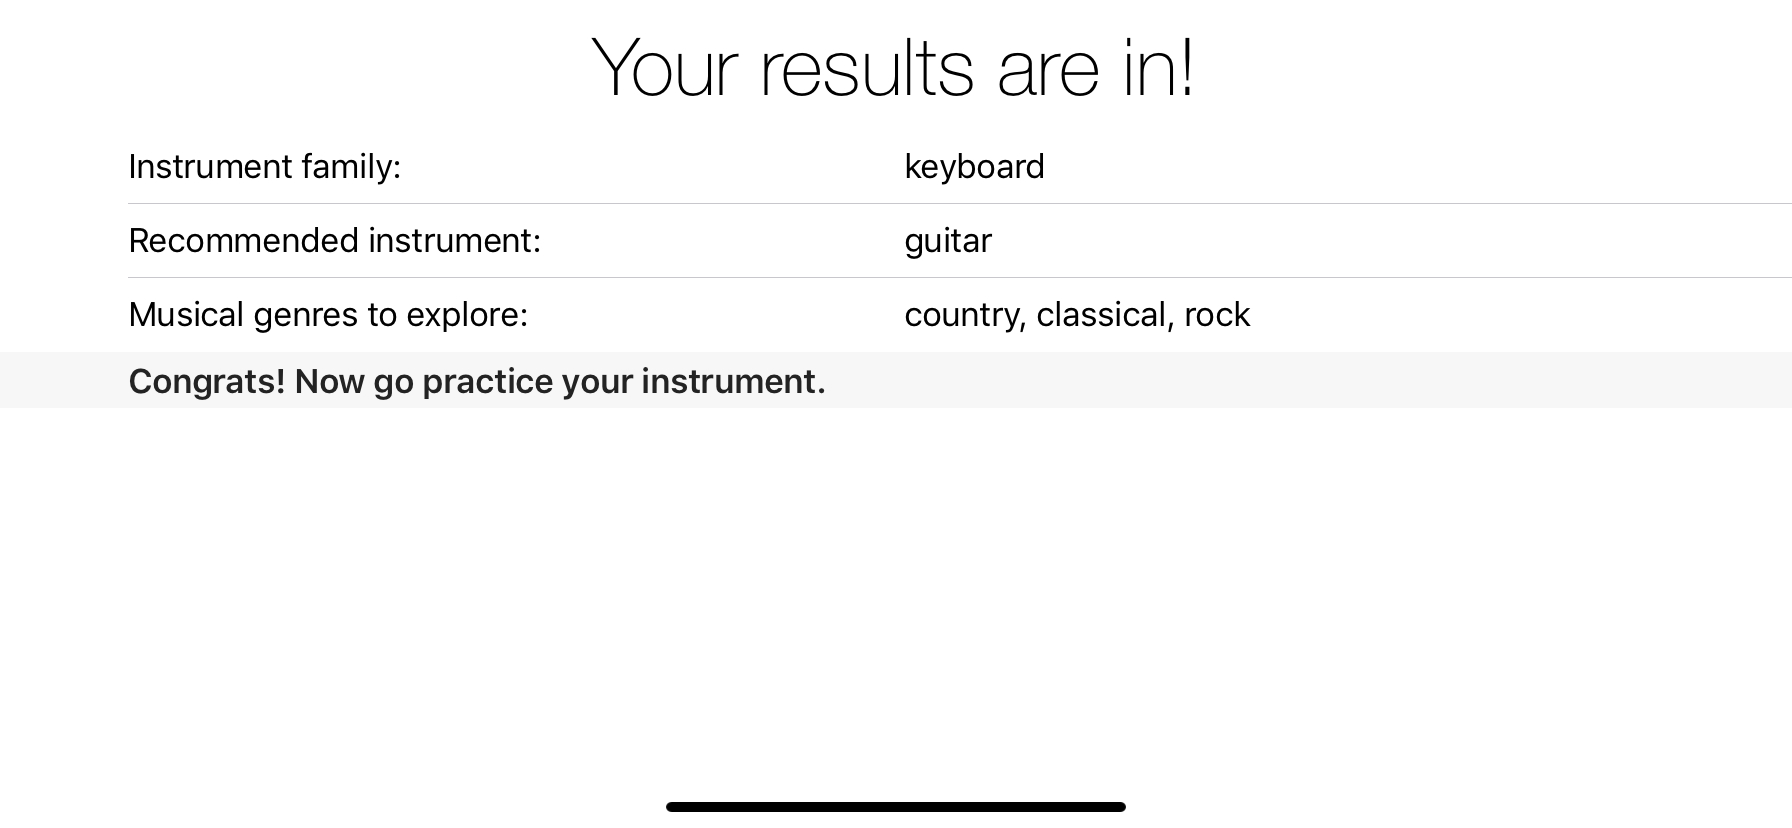 Your results are in!
Instrument family: keyboard
Recommended instrument: guitar
Musical genres to explore: country, classical, rock
Congrats! Now go practice your instrument.